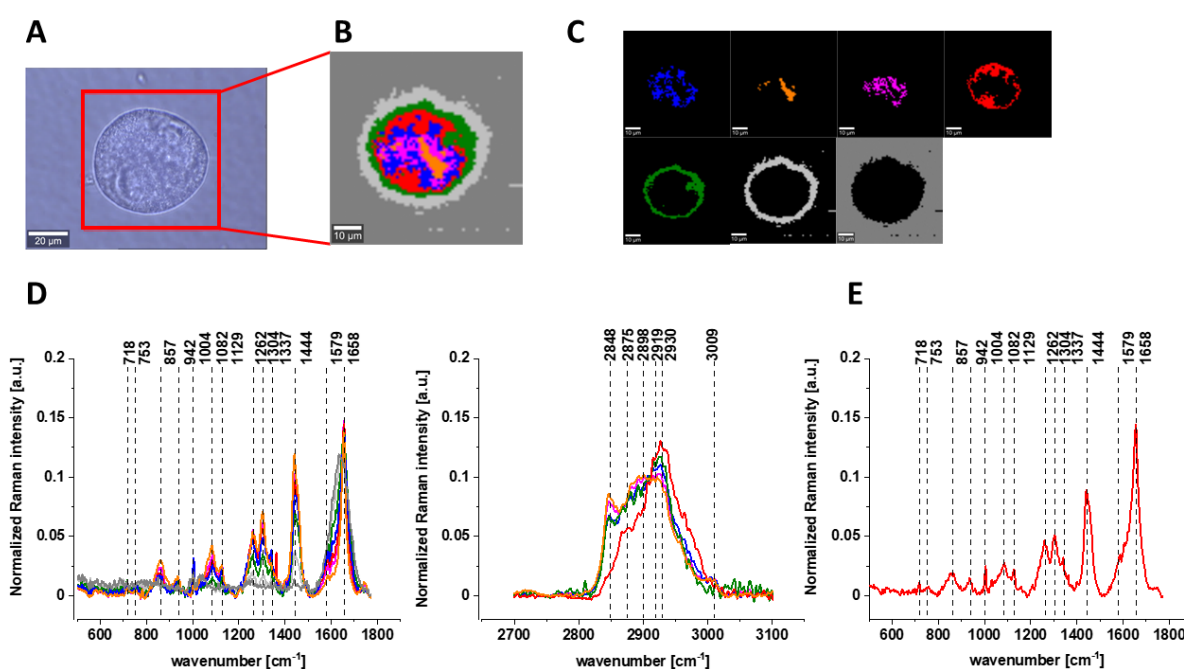 A
B
C
20 µm
10 µm
10 µm
10 µm
10 µm
10 µm
10 µm
10 µm
10 µm
D
E
718
753
857
942
1004
1082
1129
1262
1304
1337
1444
1579
1658
0.2
0.15
0.1
0.05
0
Normalized Raman intensity [a.u.]
600 800 1000 1200 1400 1600 1800
wavenumber [cm-1]
2848
2875
2898
2919
2930
3009
0.2
0.15
0.1
0.05
0
Normalized Raman intensity [a.u.]
2700 2800 2900 3000 3100
wavenumber [cm-1]
718
753
857
942
1004
1082
1129
1262
1304
1337
1444
1579
1658
0.2
0.15
0.1
0.05
0
Normalized Raman intensity [a.u.]
600 800 1000 1200 1400 1600 1800
wavenumber [cm-1]